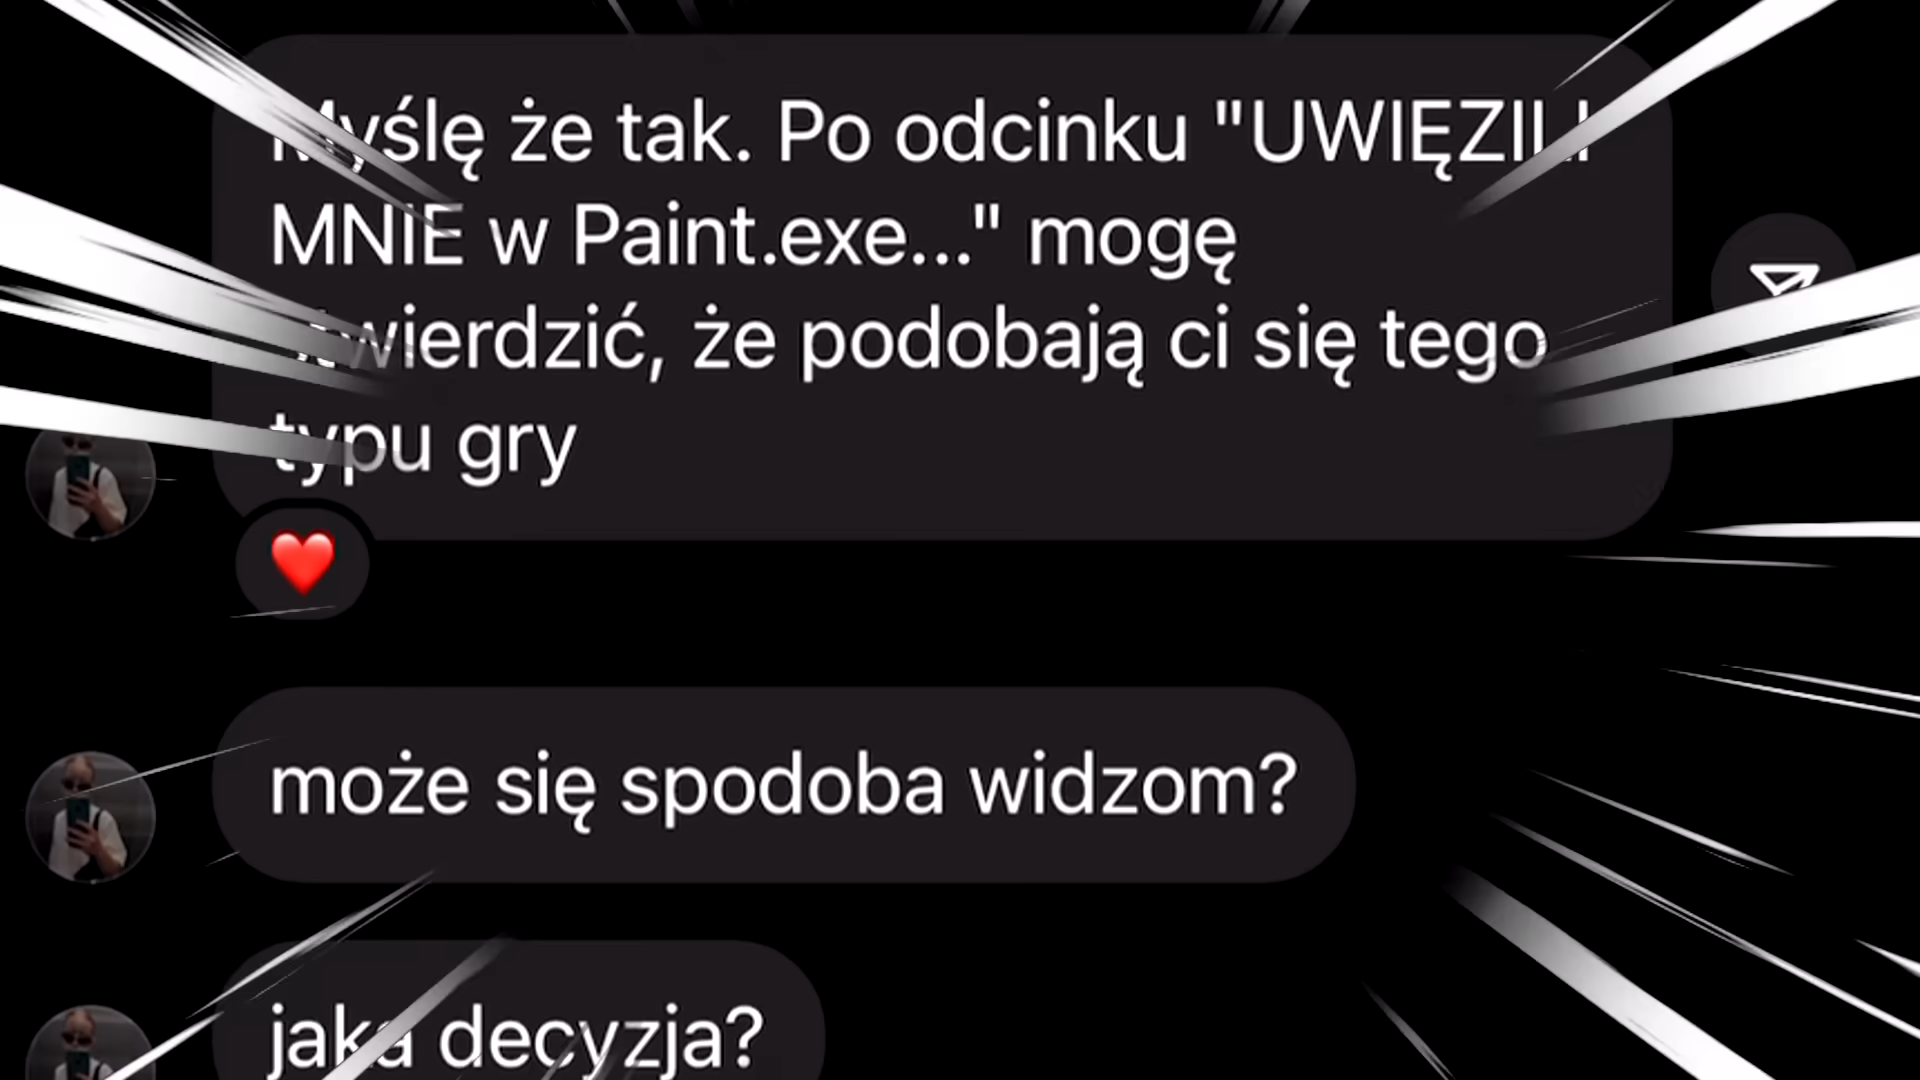 Myślę że tak. Po odcinku "UWIĘZILI
MNIE w Paint.exe..." mogę
stwierdzić, że podobają ci się tego
typu gry
może się spodoba widzom?
jaka decyzja?